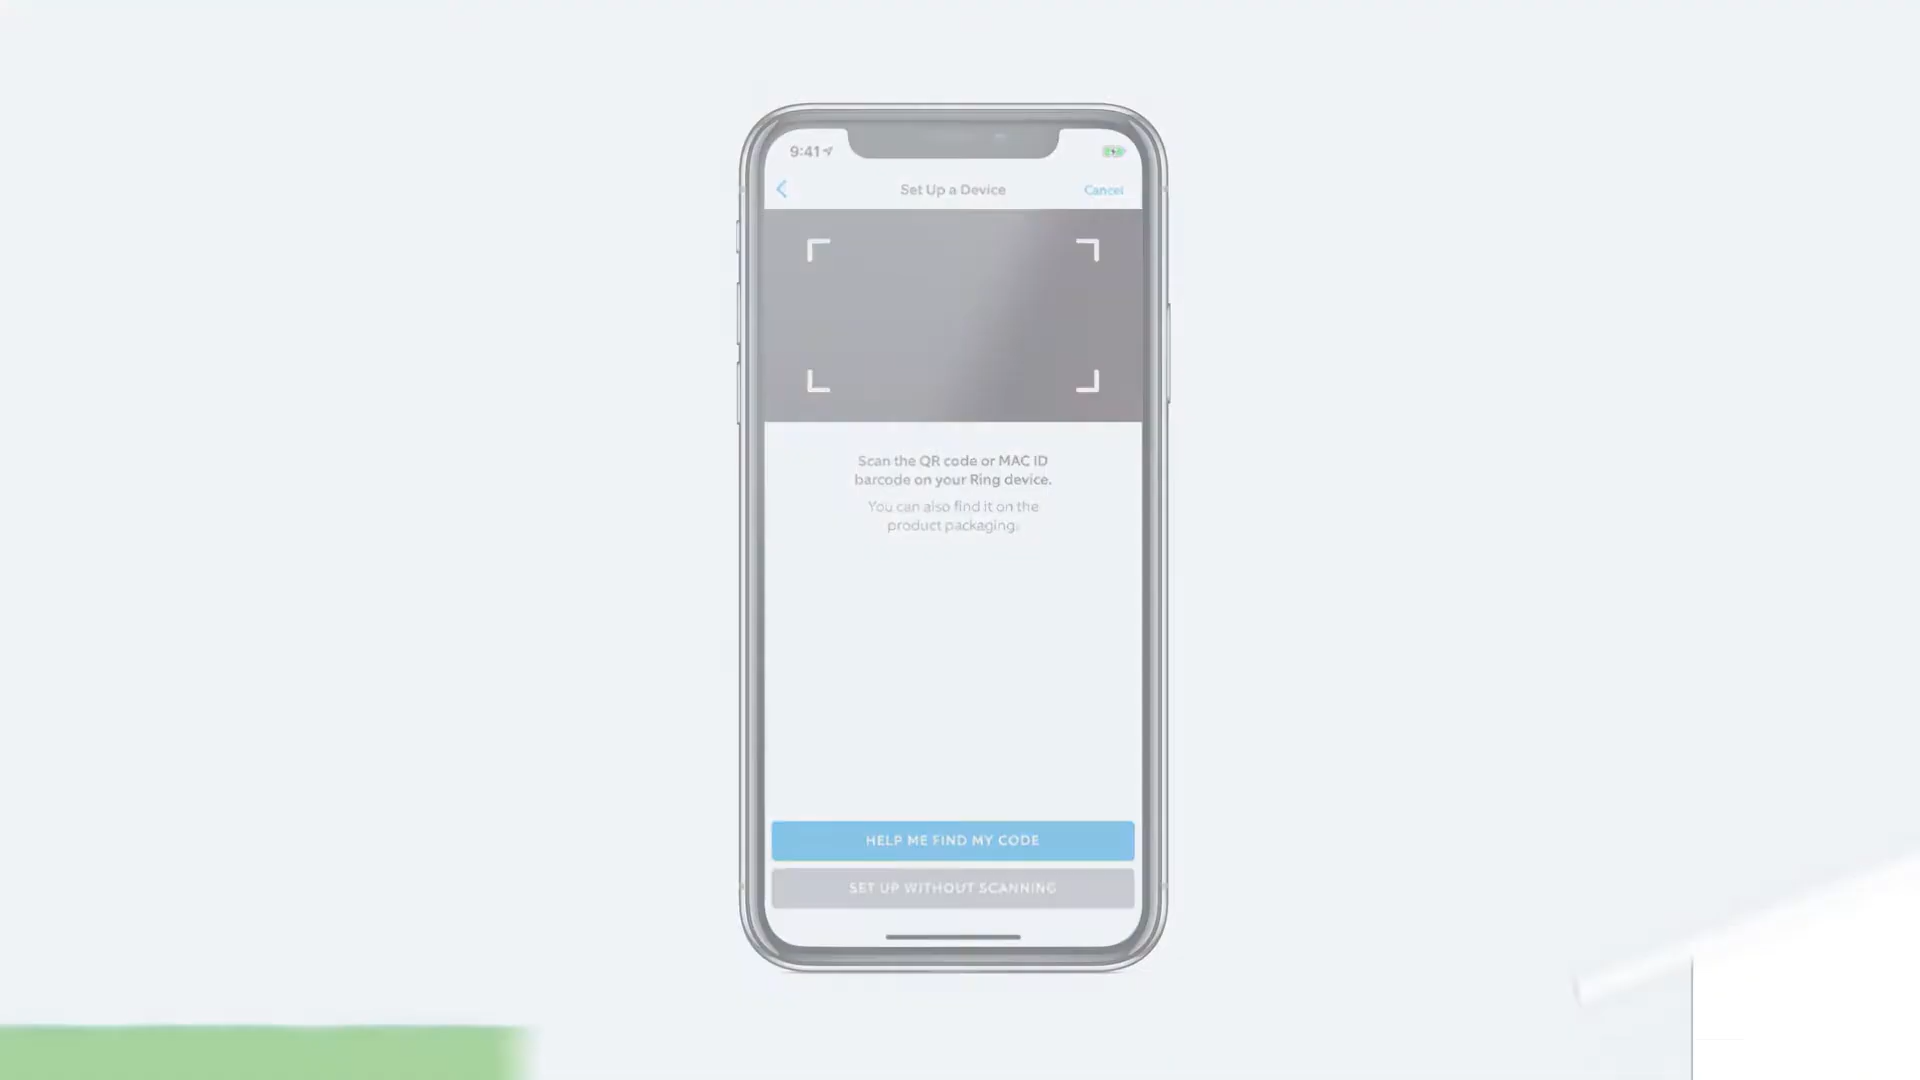 9:41
Set Up a Device
Cancel
Scan the QR code or MAC ID
barcode on your Ring device.
You can also find it on the
product packaging.
HELP ME FIND MY CODE
SET UP WITHOUT SCANNING